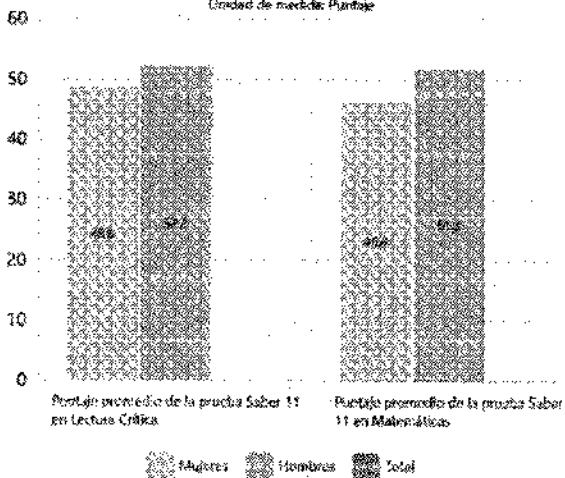 Unidad de medida: Puntaje
60
50
40
30
20
10
0
Puntaje promedio de la prueba Saber 11
en Lectura Crítica
Puntaje promedio de la prueba Saber
11 en Matemáticas
Mujeres Hombres Total